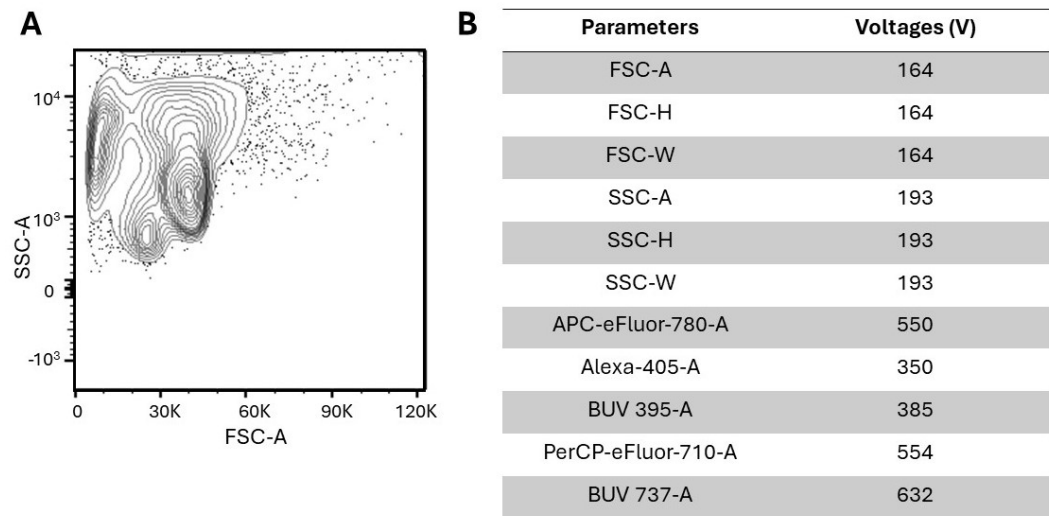 A
10⁴
10³
0
-10³
SSC-A
0 30K 60K 90K 120K
FSC-A
B
Parameters Voltages (V)
FSC-A 164
FSC-H 164
FSC-W 164
SSC-A 193
SSC-H 193
SSC-W 193
APC-eFluor-780-A 550
Alexa-405-A 350
BUV 395-A 385
PerCP-eFluor-710-A 554
BUV 737-A 632